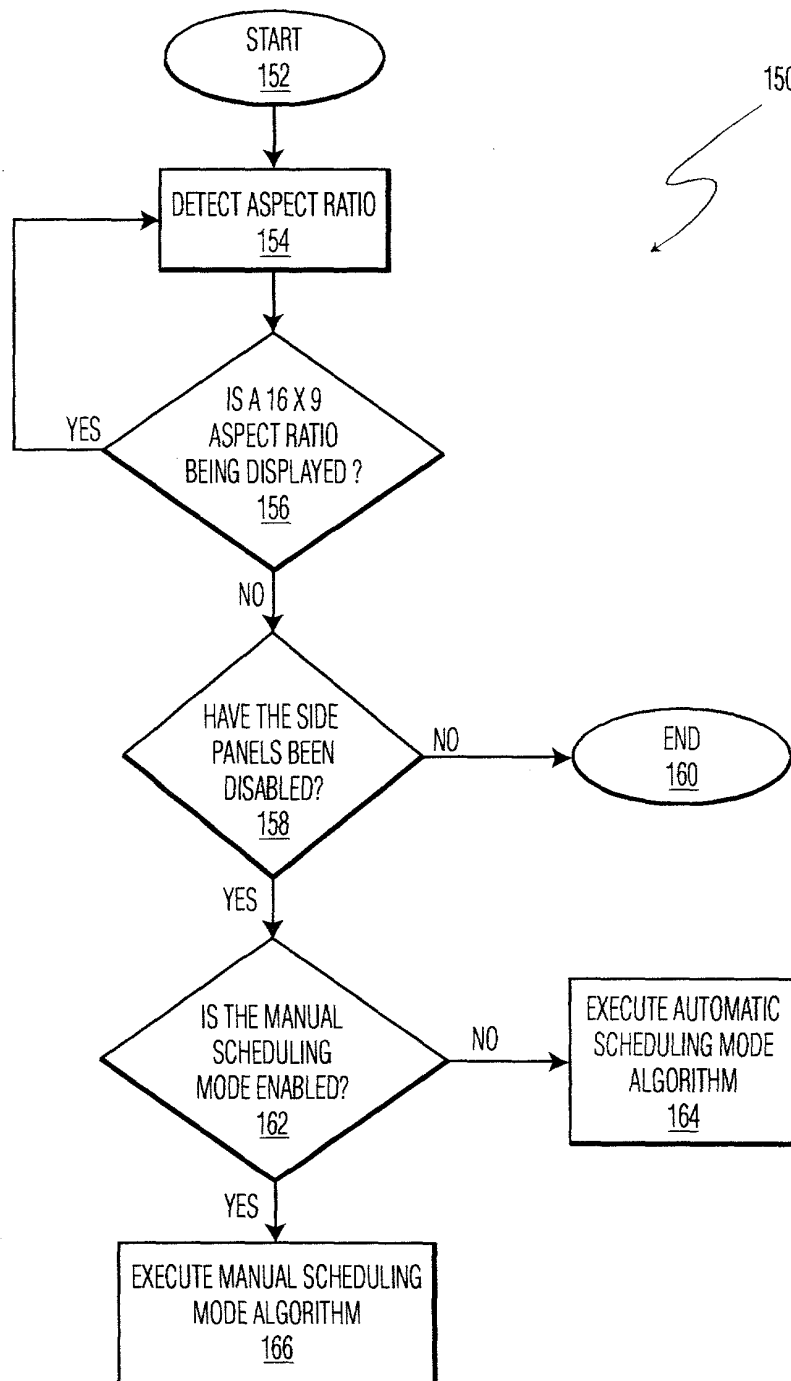 START
152
150
DETECT ASPECT RATIO
154
IS A 16 X 9
ASPECT RATIO
BEING DISPLAYED ?
156
YES
NO
HAVE THE SIDE
PANELS BEEN
DISABLED?
158
NO
END
160
YES
IS THE MANUAL
SCHEDULING
MODE ENABLED?
162
NO
EXECUTE AUTOMATIC
SCHEDULING MODE
ALGORITHM
164
YES
EXECUTE MANUAL SCHEDULING
MODE ALGORITHM
166